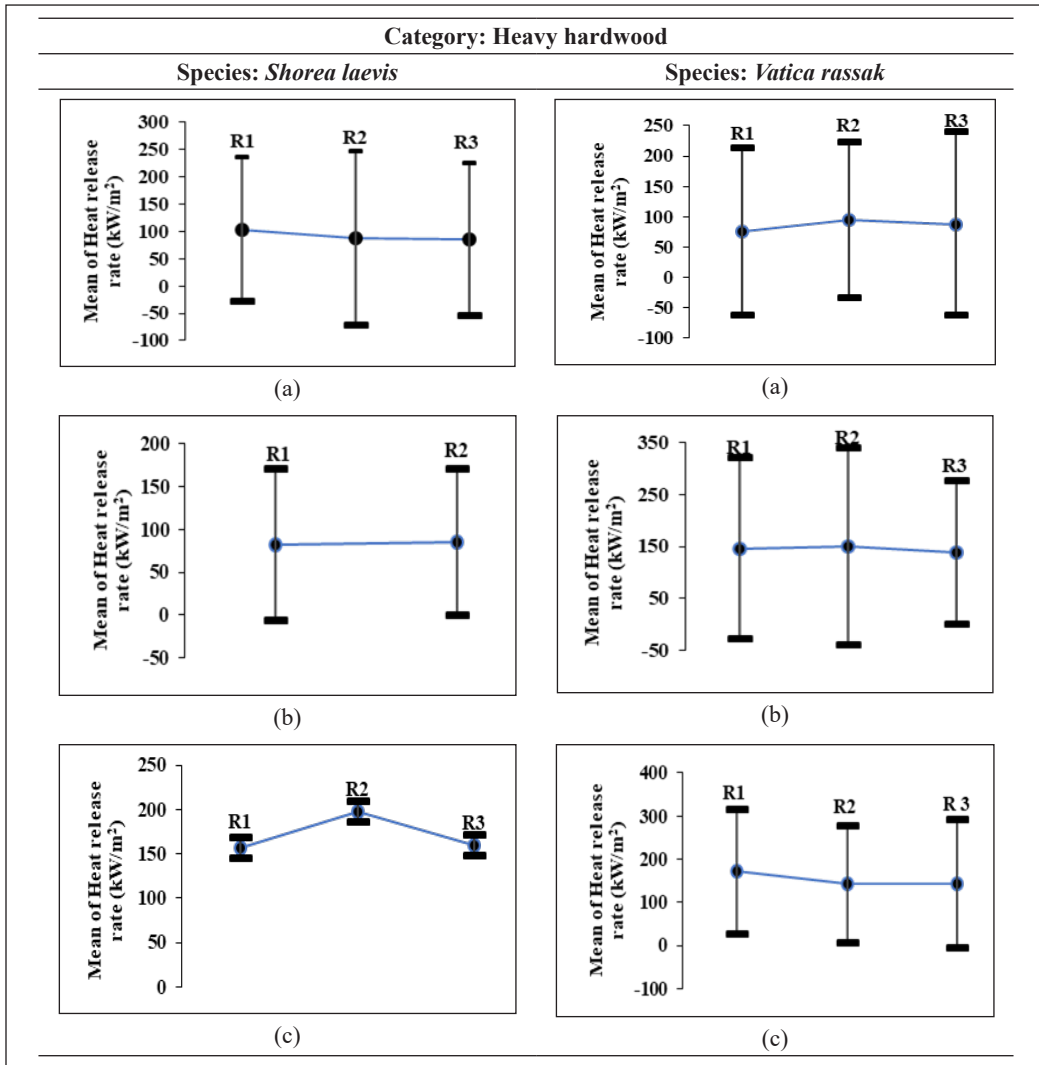 Category: Heavy hardwood
Species: Shorea laevis
Species: Vatica rassak
Mean of Heat release
rate (kW/m²)
300
250
200
150
100
50
0
-50
-100
R1
R2
R3
(a)
Mean of Heat release
rate (kW/m²)
250
200
150
100
50
0
-50
-100
R1
R2
R3
(a)
Mean of Heat release
rate (kW/m²)
200
150
100
50
0
-50
R1
R2
(b)
Mean of Heat release
rate (kW/m²)
350
250
150
50
-50
R1
R2
R3
(b)
Mean of Heat release
rate (kW/m²)
250
200
150
100
50
0
R1
R2
R3
(c)
Mean of Heat release
rate (kW/m²)
400
300
200
100
0
-100
R1
R2
R 3
(c)